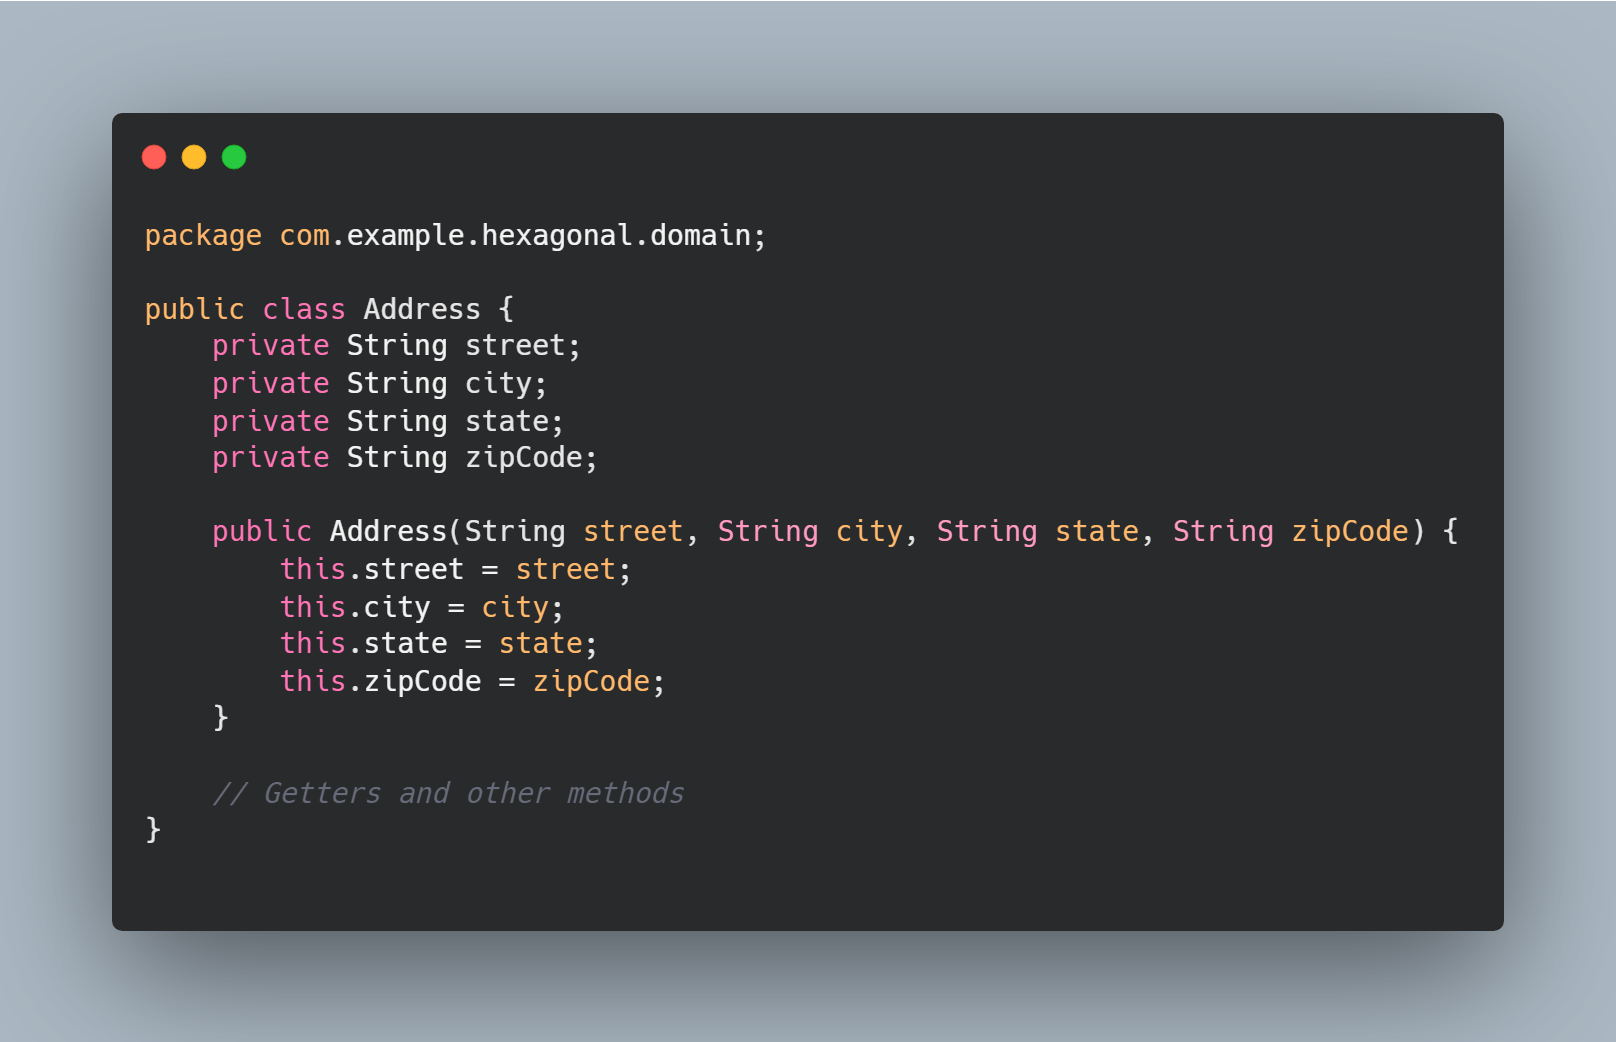 package com.example.hexagonal.domain;

public class Address {
    private String street;
    private String city;
    private String state;
    private String zipCode;

    public Address(String street, String city, String state, String zipCode) {
        this.street = street;
        this.city = city;
        this.state = state;
        this.zipCode = zipCode;
    }

    // Getters and other methods
}